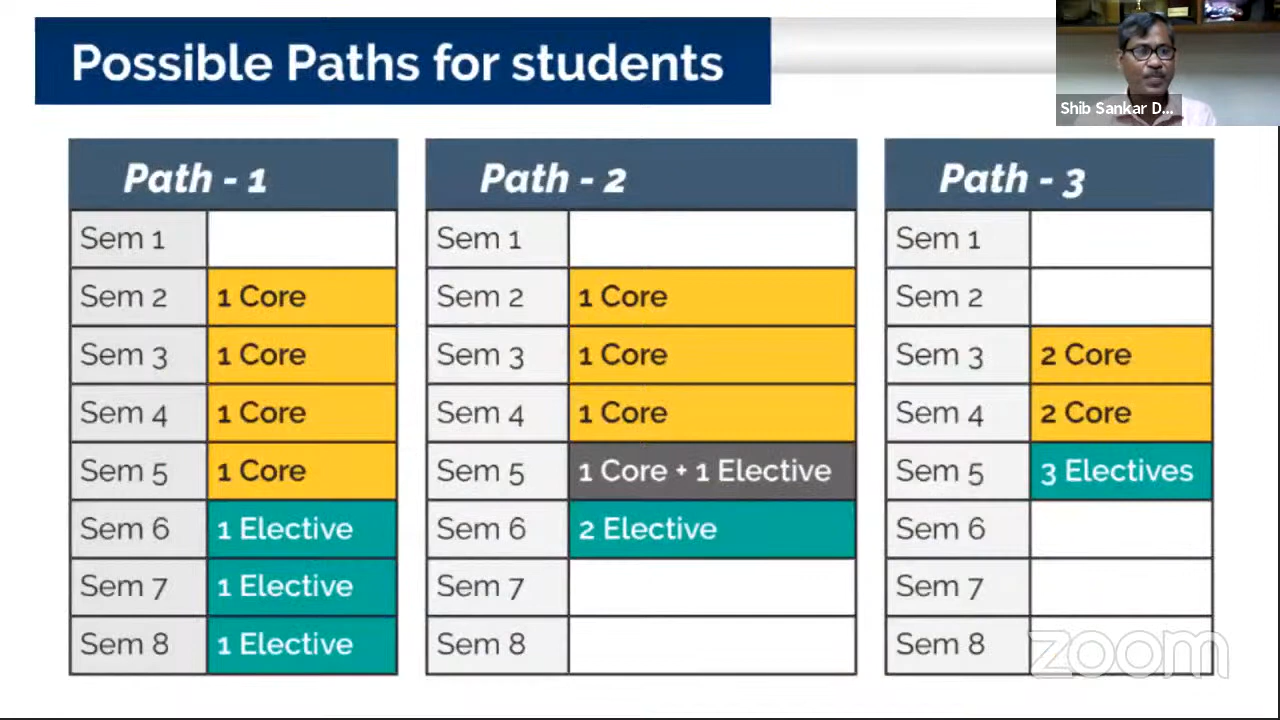 Possible Paths for students
Shib Sankar D...
Path - 1
Sem 1
Sem 2 1 Core
Sem 3 1 Core
Sem 4 1 Core
Sem 5 1 Core
Sem 6 1 Elective
Sem 7 1 Elective
Sem 8 1 Elective
Path - 2
Sem 1
Sem 2 1 Core
Sem 3 1 Core
Sem 4 1 Core
Sem 5 1 Core + 1 Elective
Sem 6 2 Elective
Sem 7
Sem 8
Path - 3
Sem 1
Sem 2
Sem 3 2 Core
Sem 4 2 Core
Sem 5 3 Electives
Sem 6
Sem 7
Sem 8
zoom